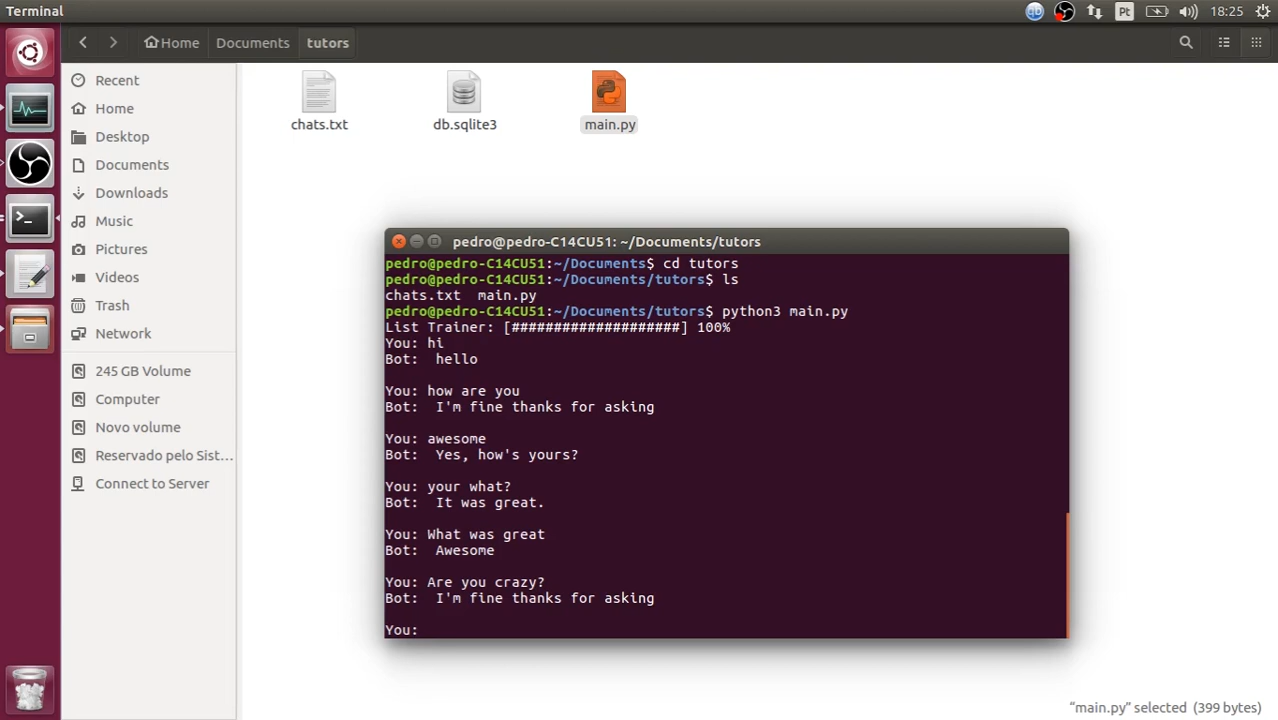 Terminal
Pt
18:25
Home
Documents
tutors
Recent
Home
Desktop
Documents
Downloads
Music
Pictures
Videos
Trash
Network
245 GB Volume
Computer
Novo volume
Reservado pelo Sist...
Connect to Server
chats.txt
db.sqlite3
main.py
pedro@pedro-C14CU51: ~/Documents/tutors
pedro@pedro-C14CU51:~/Documents$ cd tutors
pedro@pedro-C14CU51:~/Documents/tutors$ ls
chats.txt  main.py
pedro@pedro-C14CU51:~/Documents/tutors$ python3 main.py
List Trainer: [####################] 100%
You: hi
Bot:  hello
You: how are you
Bot:  I'm fine thanks for asking
You: awesome
Bot:  Yes, how's yours?
You: your what?
Bot:  It was great.
You: What was great
Bot:  Awesome
You: Are you crazy?
Bot:  I'm fine thanks for asking
You:
“main.py” selected (399 bytes)